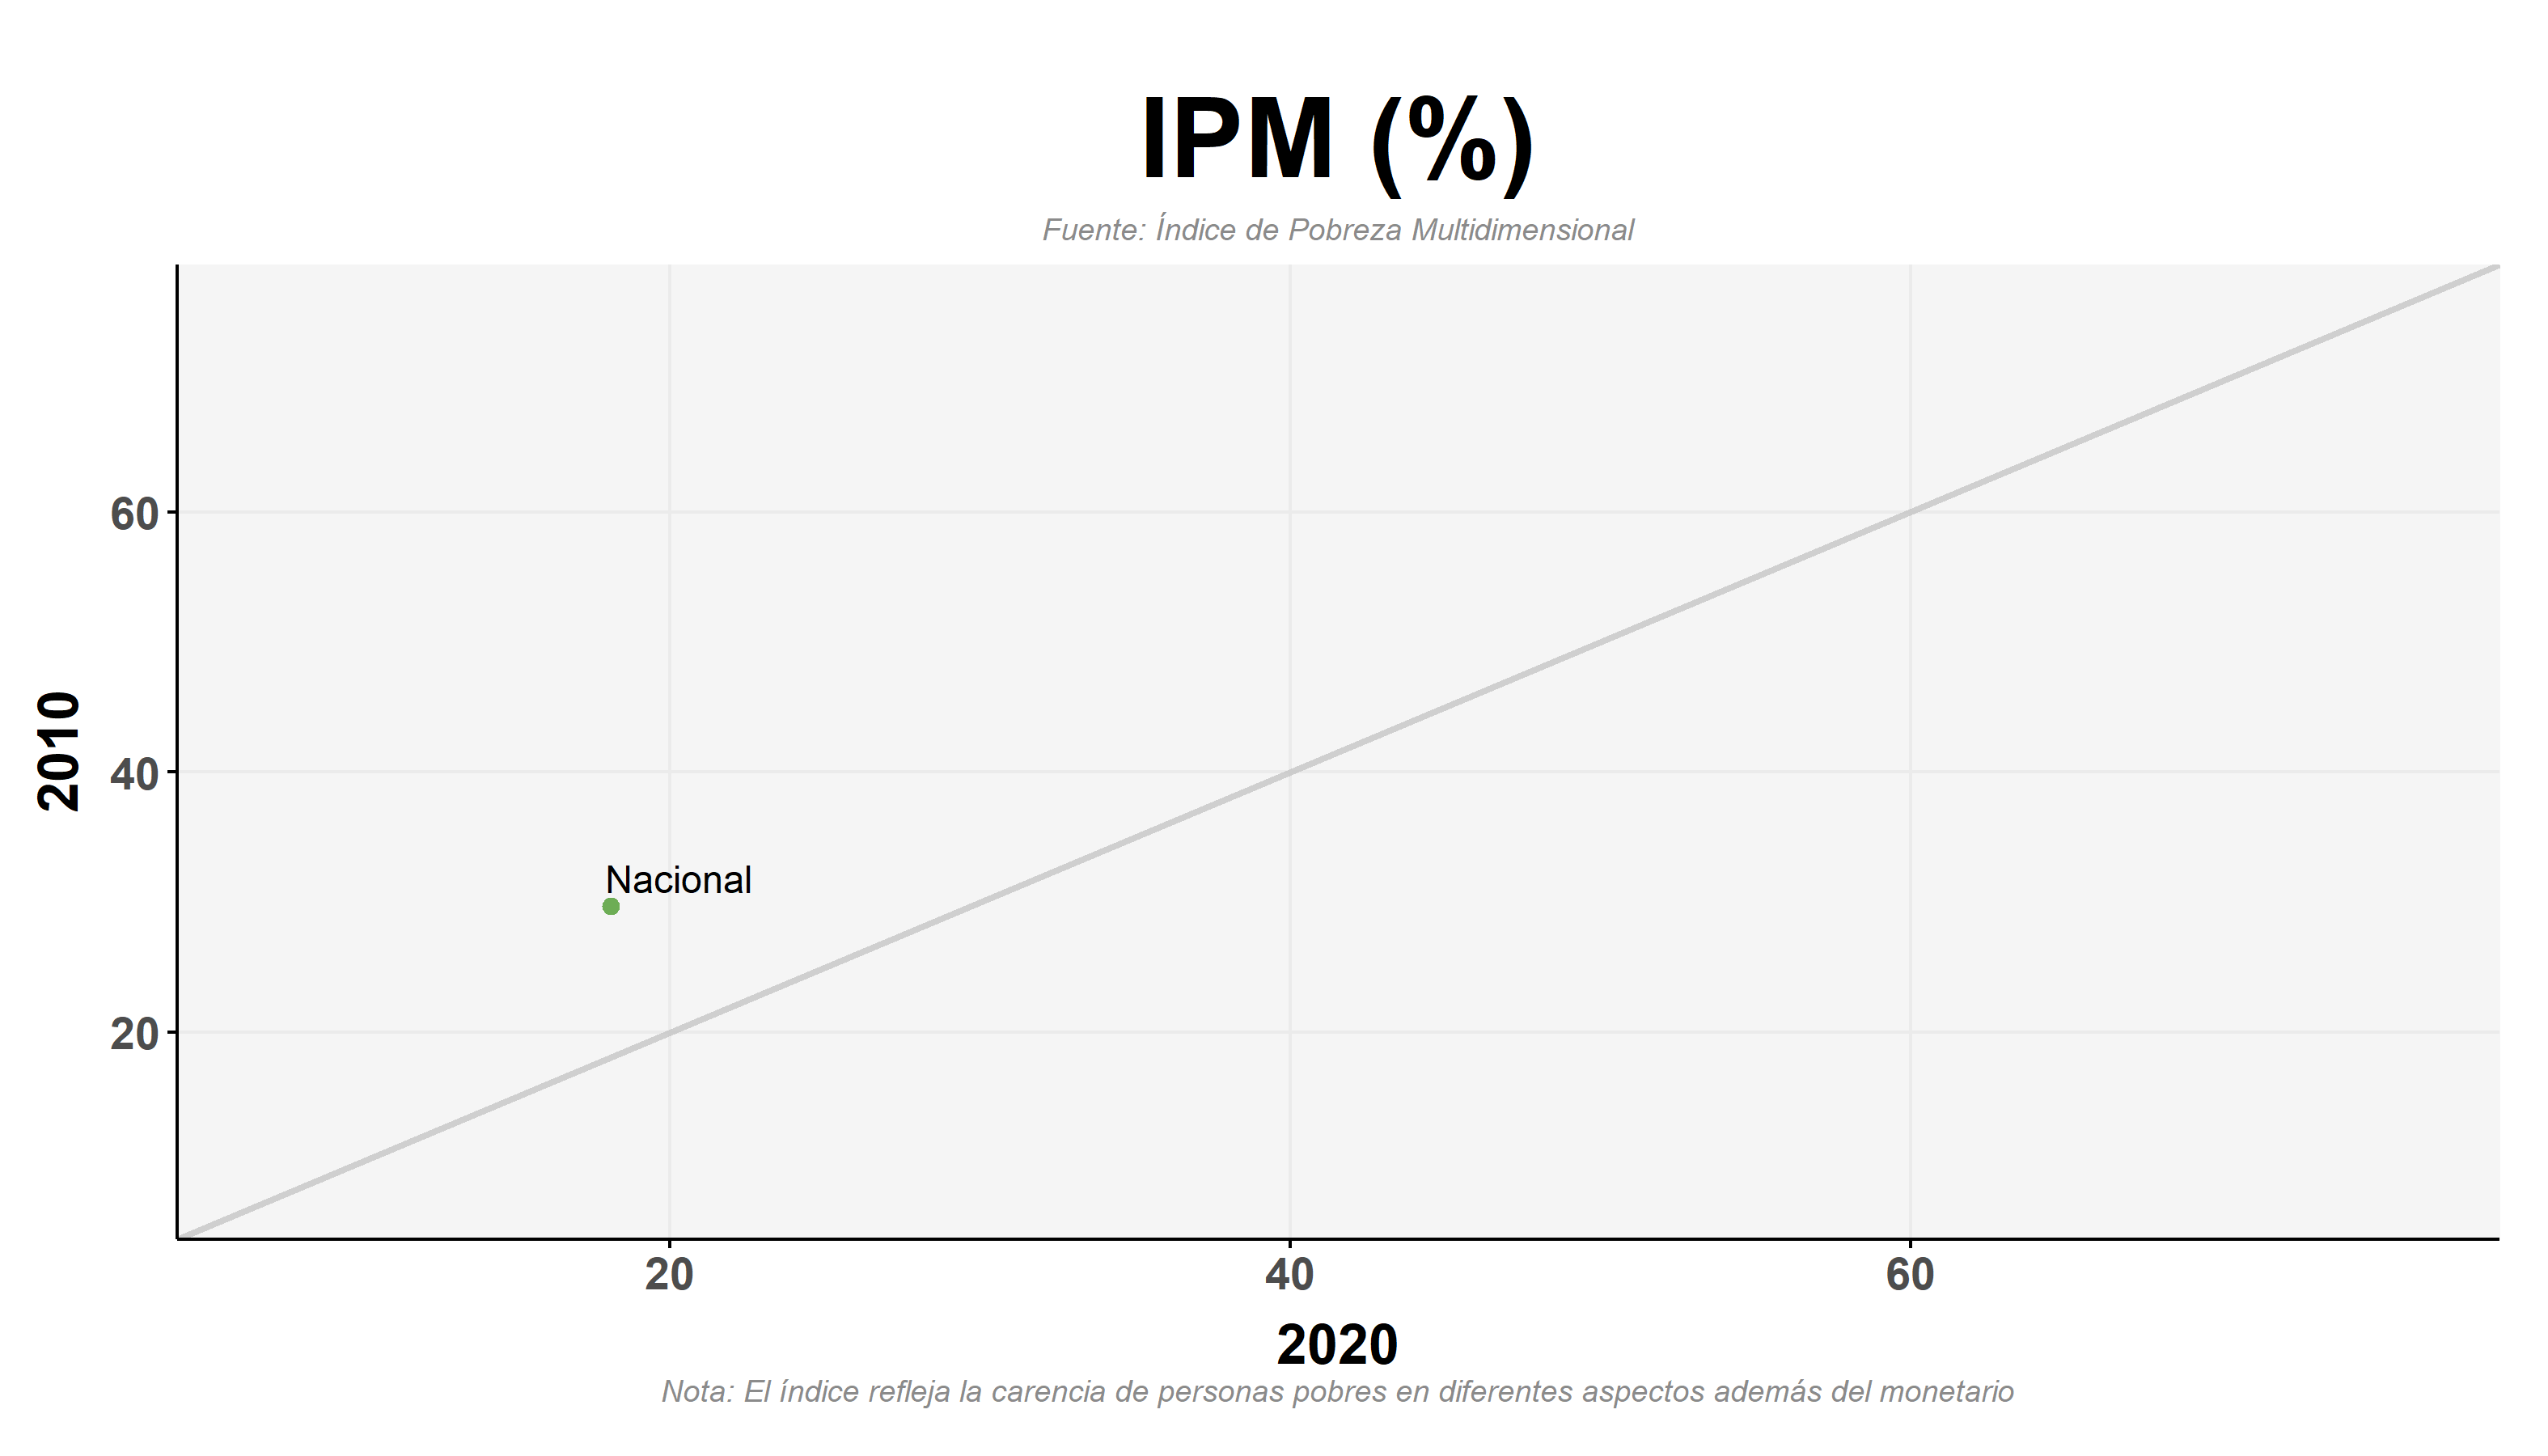 IPM (%)
Fuente: Índice de Pobreza Multidimensional
2010
60
40
20
Nacional
20 40 60
2020
Nota: El índice refleja la carencia de personas pobres en diferentes aspectos además del monetario